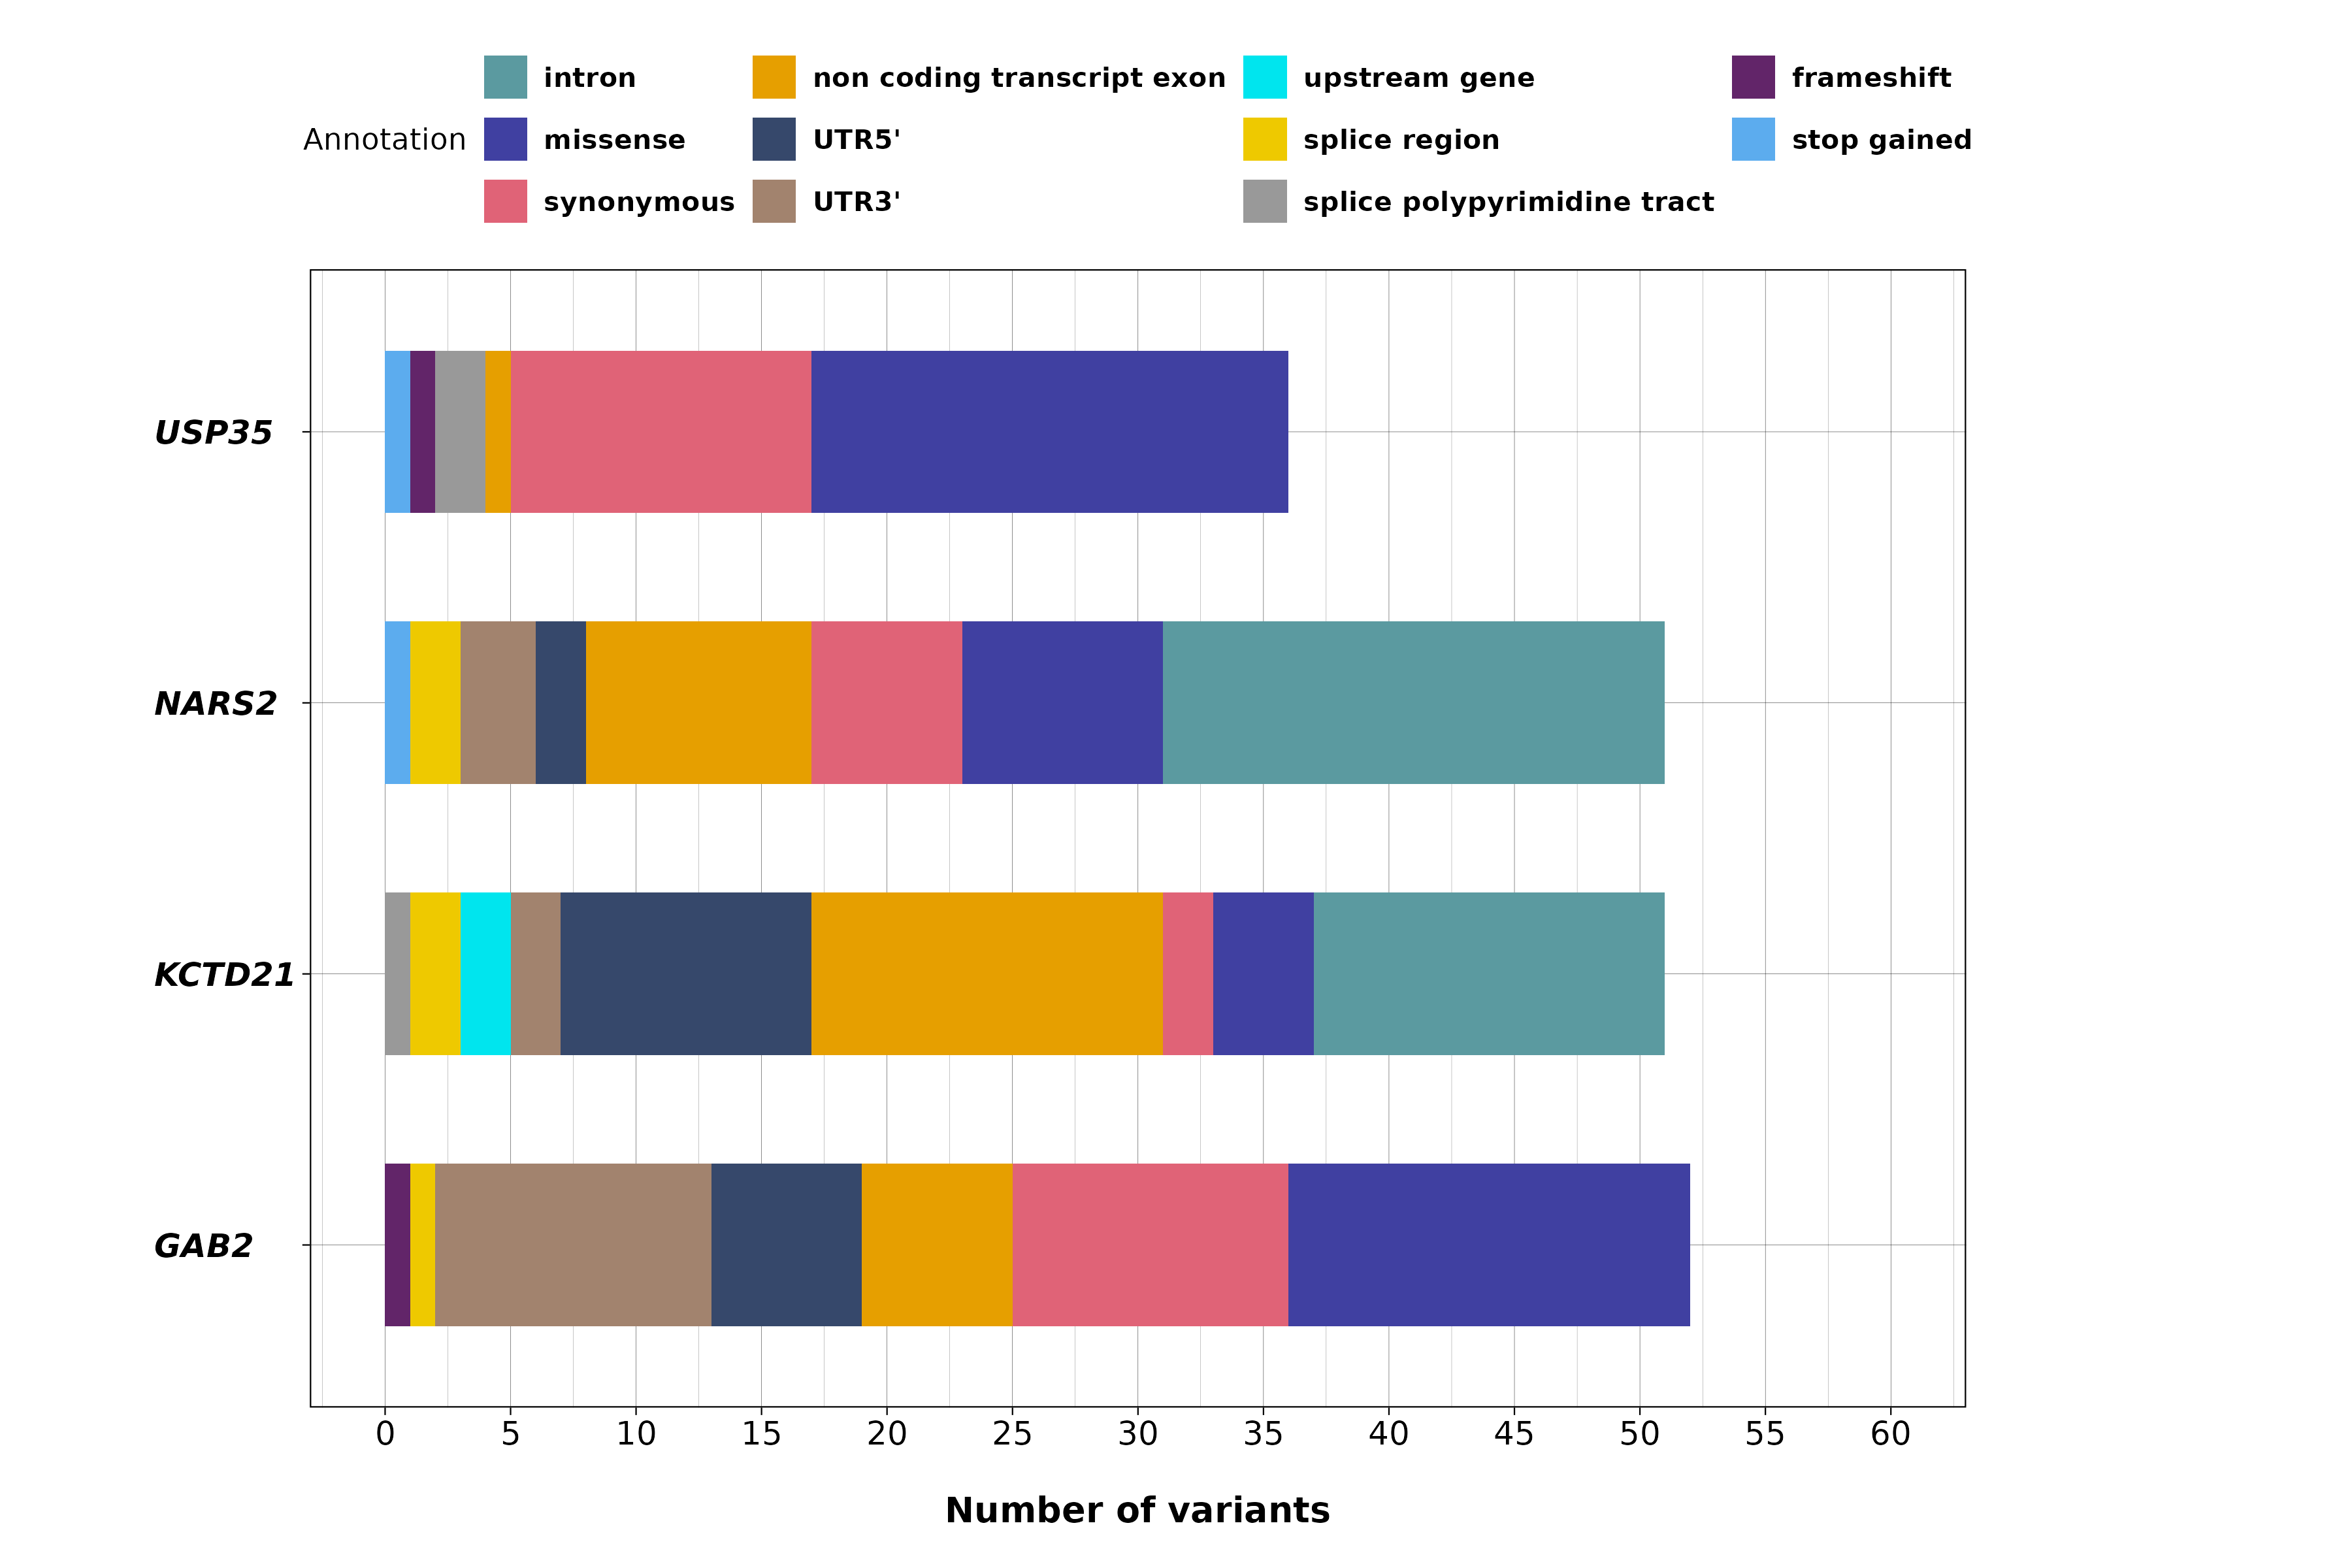 intron non coding transcript exon upstream gene frameshift
Annotation missense UTR5' splice region stop gained
synonymous UTR3' splice polypyrimidine tract
USP35
NARS2
KCTD21
GAB2
0 5 10 15 20 25 30 35 40 45 50 55 60
Number of variants